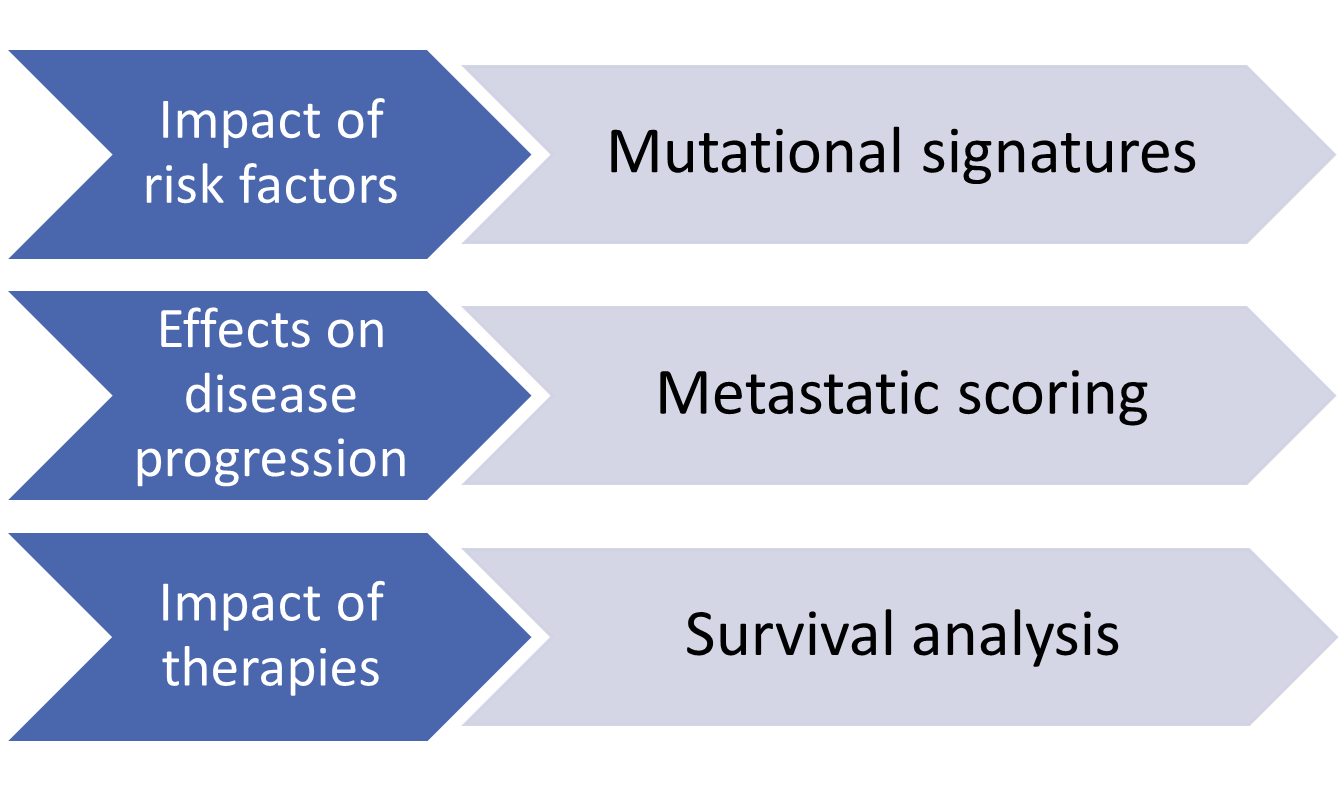 Impact of
risk factors
Mutational signatures
Effects on
disease
progression
Metastatic scoring
Impact of
therapies
Survival analysis